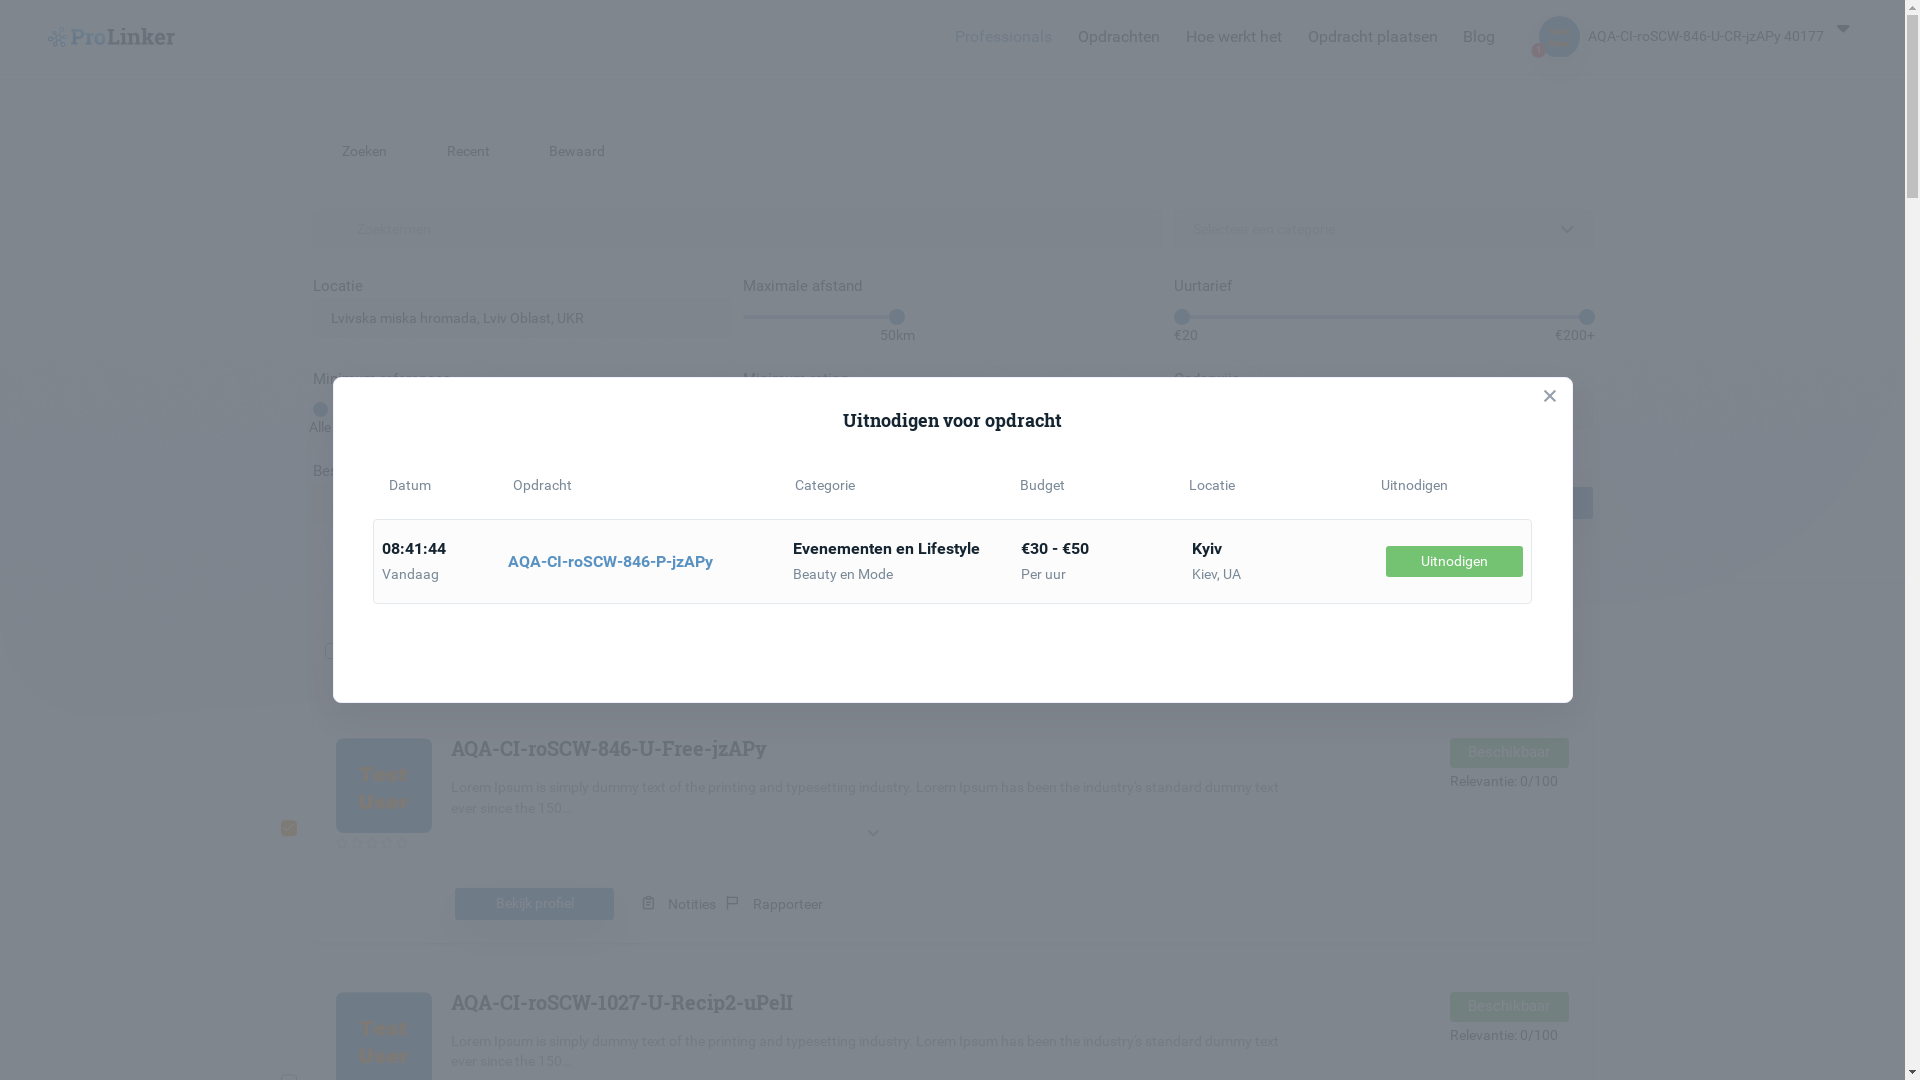 ProLinker
Professionals Opdrachten Hoe werkt het Opdracht plaatsen Blog
1 AQA-CI-roSCW-846-U-CR-jzAPy 40177
Zoeken Recent Bewaard
Zoektermen Selecteer een categorie
Locatie Maximale afstand Uurtarief
Lvivska miska hromada, Lviv Oblast, UKR
50km €20 €200+
Alle
Uitnodigen voor opdracht
Datum Opdracht Categorie Budget Locatie Uitnodigen
08:41:44 AQA-CI-roSCW-846-P-jzAPy Evenementen en Lifestyle €30 - €50 Kyiv Uitnodigen
Vandaag Beauty en Mode Per uur Kiev, UA
AQA-CI-roSCW-846-U-Free-jzAPy Beschikbaar
Test
User
Lorem Ipsum is simply dummy text of the printing and typesetting industry. Lorem Ipsum has been the industry's standard dummy text
ever since the 150...
Relevantie: 0/100
Bekijk profiel Notities Rapporteer
AQA-CI-roSCW-1027-U-Recip2-uPelI Beschikbaar
Test
User
Lorem Ipsum is simply dummy text of the printing and typesetting industry. Lorem Ipsum has been the industry's standard dummy text
ever since the 150...
Relevantie: 0/100